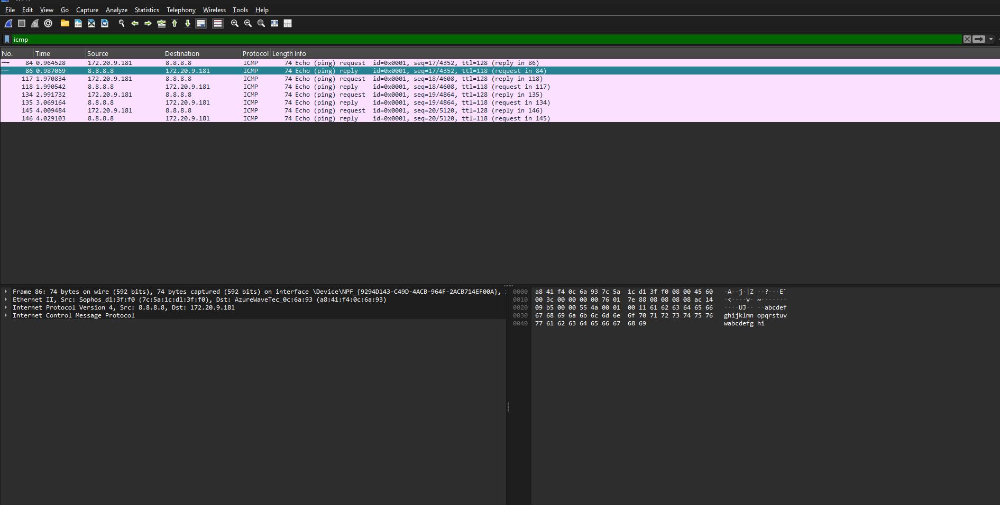 File Edit View Go Capture Analyze Statistics Telephony Wireless Tools Help
icmp
No. Time Source Destination Protocol Length Info
84 0.964528 172.20.9.181 8.8.8.8 ICMP 74 Echo (ping) request id=0x0001, seq=17/4352, ttl=128 (reply in 86)
86 0.987069 8.8.8.8 172.20.9.181 ICMP 74 Echo (ping) reply id=0x0001, seq=17/4352, ttl=118 (request in 84)
117 1.970834 172.20.9.181 8.8.8.8 ICMP 74 Echo (ping) request id=0x0001, seq=18/4608, ttl=128 (reply in 118)
118 1.990542 8.8.8.8 172.20.9.181 ICMP 74 Echo (ping) reply id=0x0001, seq=18/4608, ttl=118 (request in 117)
134 2.991732 172.20.9.181 8.8.8.8 ICMP 74 Echo (ping) request id=0x0001, seq=19/4864, ttl=128 (reply in 135)
135 3.069164 8.8.8.8 172.20.9.181 ICMP 74 Echo (ping) reply id=0x0001, seq=19/4864, ttl=118 (request in 134)
145 4.009484 172.20.9.181 8.8.8.8 ICMP 74 Echo (ping) request id=0x0001, seq=20/5120, ttl=128 (reply in 146)
146 4.029103 8.8.8.8 172.20.9.181 ICMP 74 Echo (ping) reply id=0x0001, seq=20/5120, ttl=118 (request in 145)
Frame 86: 74 bytes on wire (592 bits), 74 bytes captured (592 bits) on interface \Device\NPF_{9294D143-C49D-4ACB-964F-2ACB714EF00A},
Ethernet II, Src: Sophos_d1:3f:f0 (7c:5a:1c:d1:3f:f0), Dst: AzureWaveTec_0c:6a:93 (a8:41:f4:0c:6a:93)
Internet Protocol Version 4, Src: 8.8.8.8, Dst: 172.20.9.181
Internet Control Message Protocol
0000 a8 41 f4 0c 6a 93 7c 5a 1c d1 3f f0 08 00 45 60 ·A··j·|Z ··?···E`
0010 00 3c 00 00 00 00 76 01 7e 88 08 08 08 08 ac 14 ·<····v· ~·······
0020 09 b5 00 00 55 4a 00 01 00 11 61 62 63 64 65 66 ····UJ·· ··abcdef
0030 67 68 69 6a 6b 6c 6d 6e 6f 70 71 72 73 74 75 76 ghijklmn opqrstuv
0040 77 61 62 63 64 65 66 67 68 69 wabcdefg hi